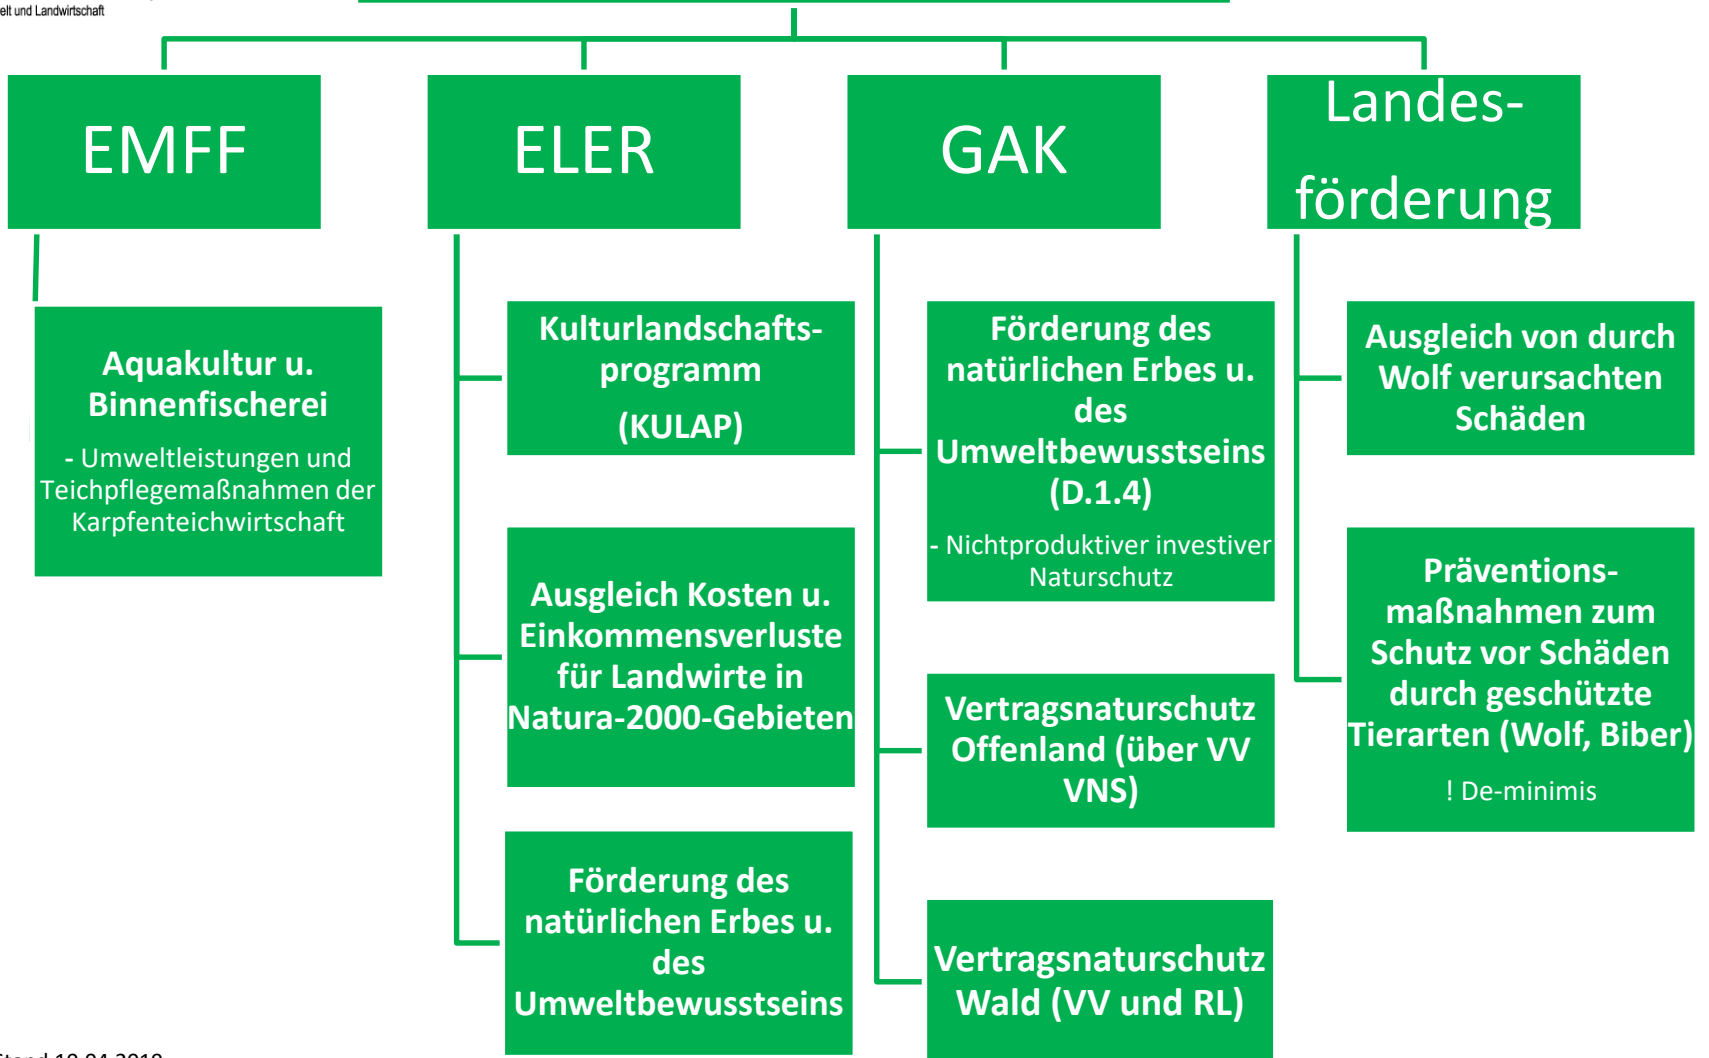 und Landwirtschaft
EMFF
ELER
GAK
Landes-
förderung
Aquakultur u.
Binnenfischerei
- Umweltleistungen und
Teichpflegemaßnahmen der
Karpfenteichwirtschaft
Kulturlandschafts-
programm
(KULAP)
Ausgleich Kosten u.
Einkommensverluste
für Landwirte in
Natura-2000-Gebieten
Förderung des
natürlichen Erbes u.
des
Umweltbewusstseins
Förderung des
natürlichen Erbes u.
des
Umweltbewusstseins
(D.1.4)
- Nichtproduktiver investiver
Naturschutz
Vertragsnaturschutz
Offenland (über VV
VNS)
Vertragsnaturschutz
Wald (VV und RL)
Ausgleich von durch
Wolf verursachten
Schäden
Präventions-
maßnahmen zum
Schutz vor Schäden
durch geschützte
Tierarten (Wolf, Biber)
! De-minimis